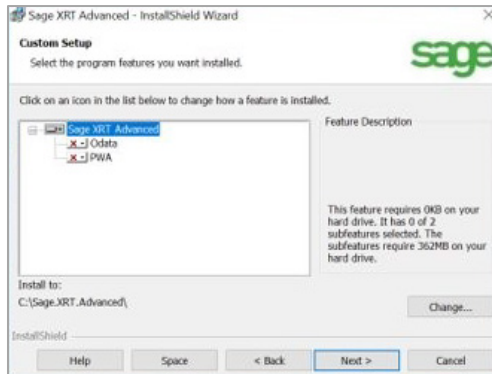 Sage XRT Advanced - InstallShield Wizard
Custom Setup
Select the program features you want installed.
sage
Click on an icon in the list below to change how a feature is installed.
Sage XRT Advanced
Odata
PWA
Feature Description
This feature requires 0KB on your
hard drive. It has 0 of 2
subfeatures selected. The
subfeatures require 362MB on your
hard drive.
Install to:
C:\Sage.XRT.Advanced\
Change...
InstallShield
Help
Space
< Back
Next >
Cancel